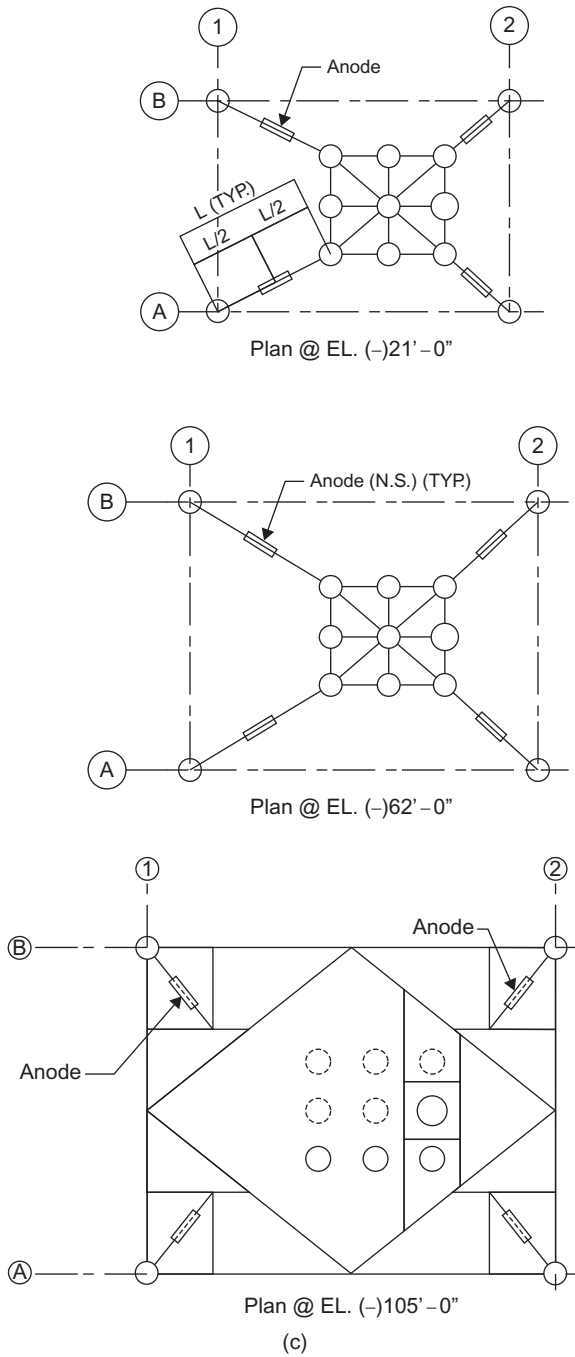 1
2
Anode
B
L (TYP.)
L/2
L/2
A
Plan @ EL. (–)21'–0"
1
2
Anode (N.S.) (TYP.)
B
A
Plan @ EL. (–)62'–0"
1
2
B
Anode
Anode
A
Plan @ EL. (–)105'–0"
(c)